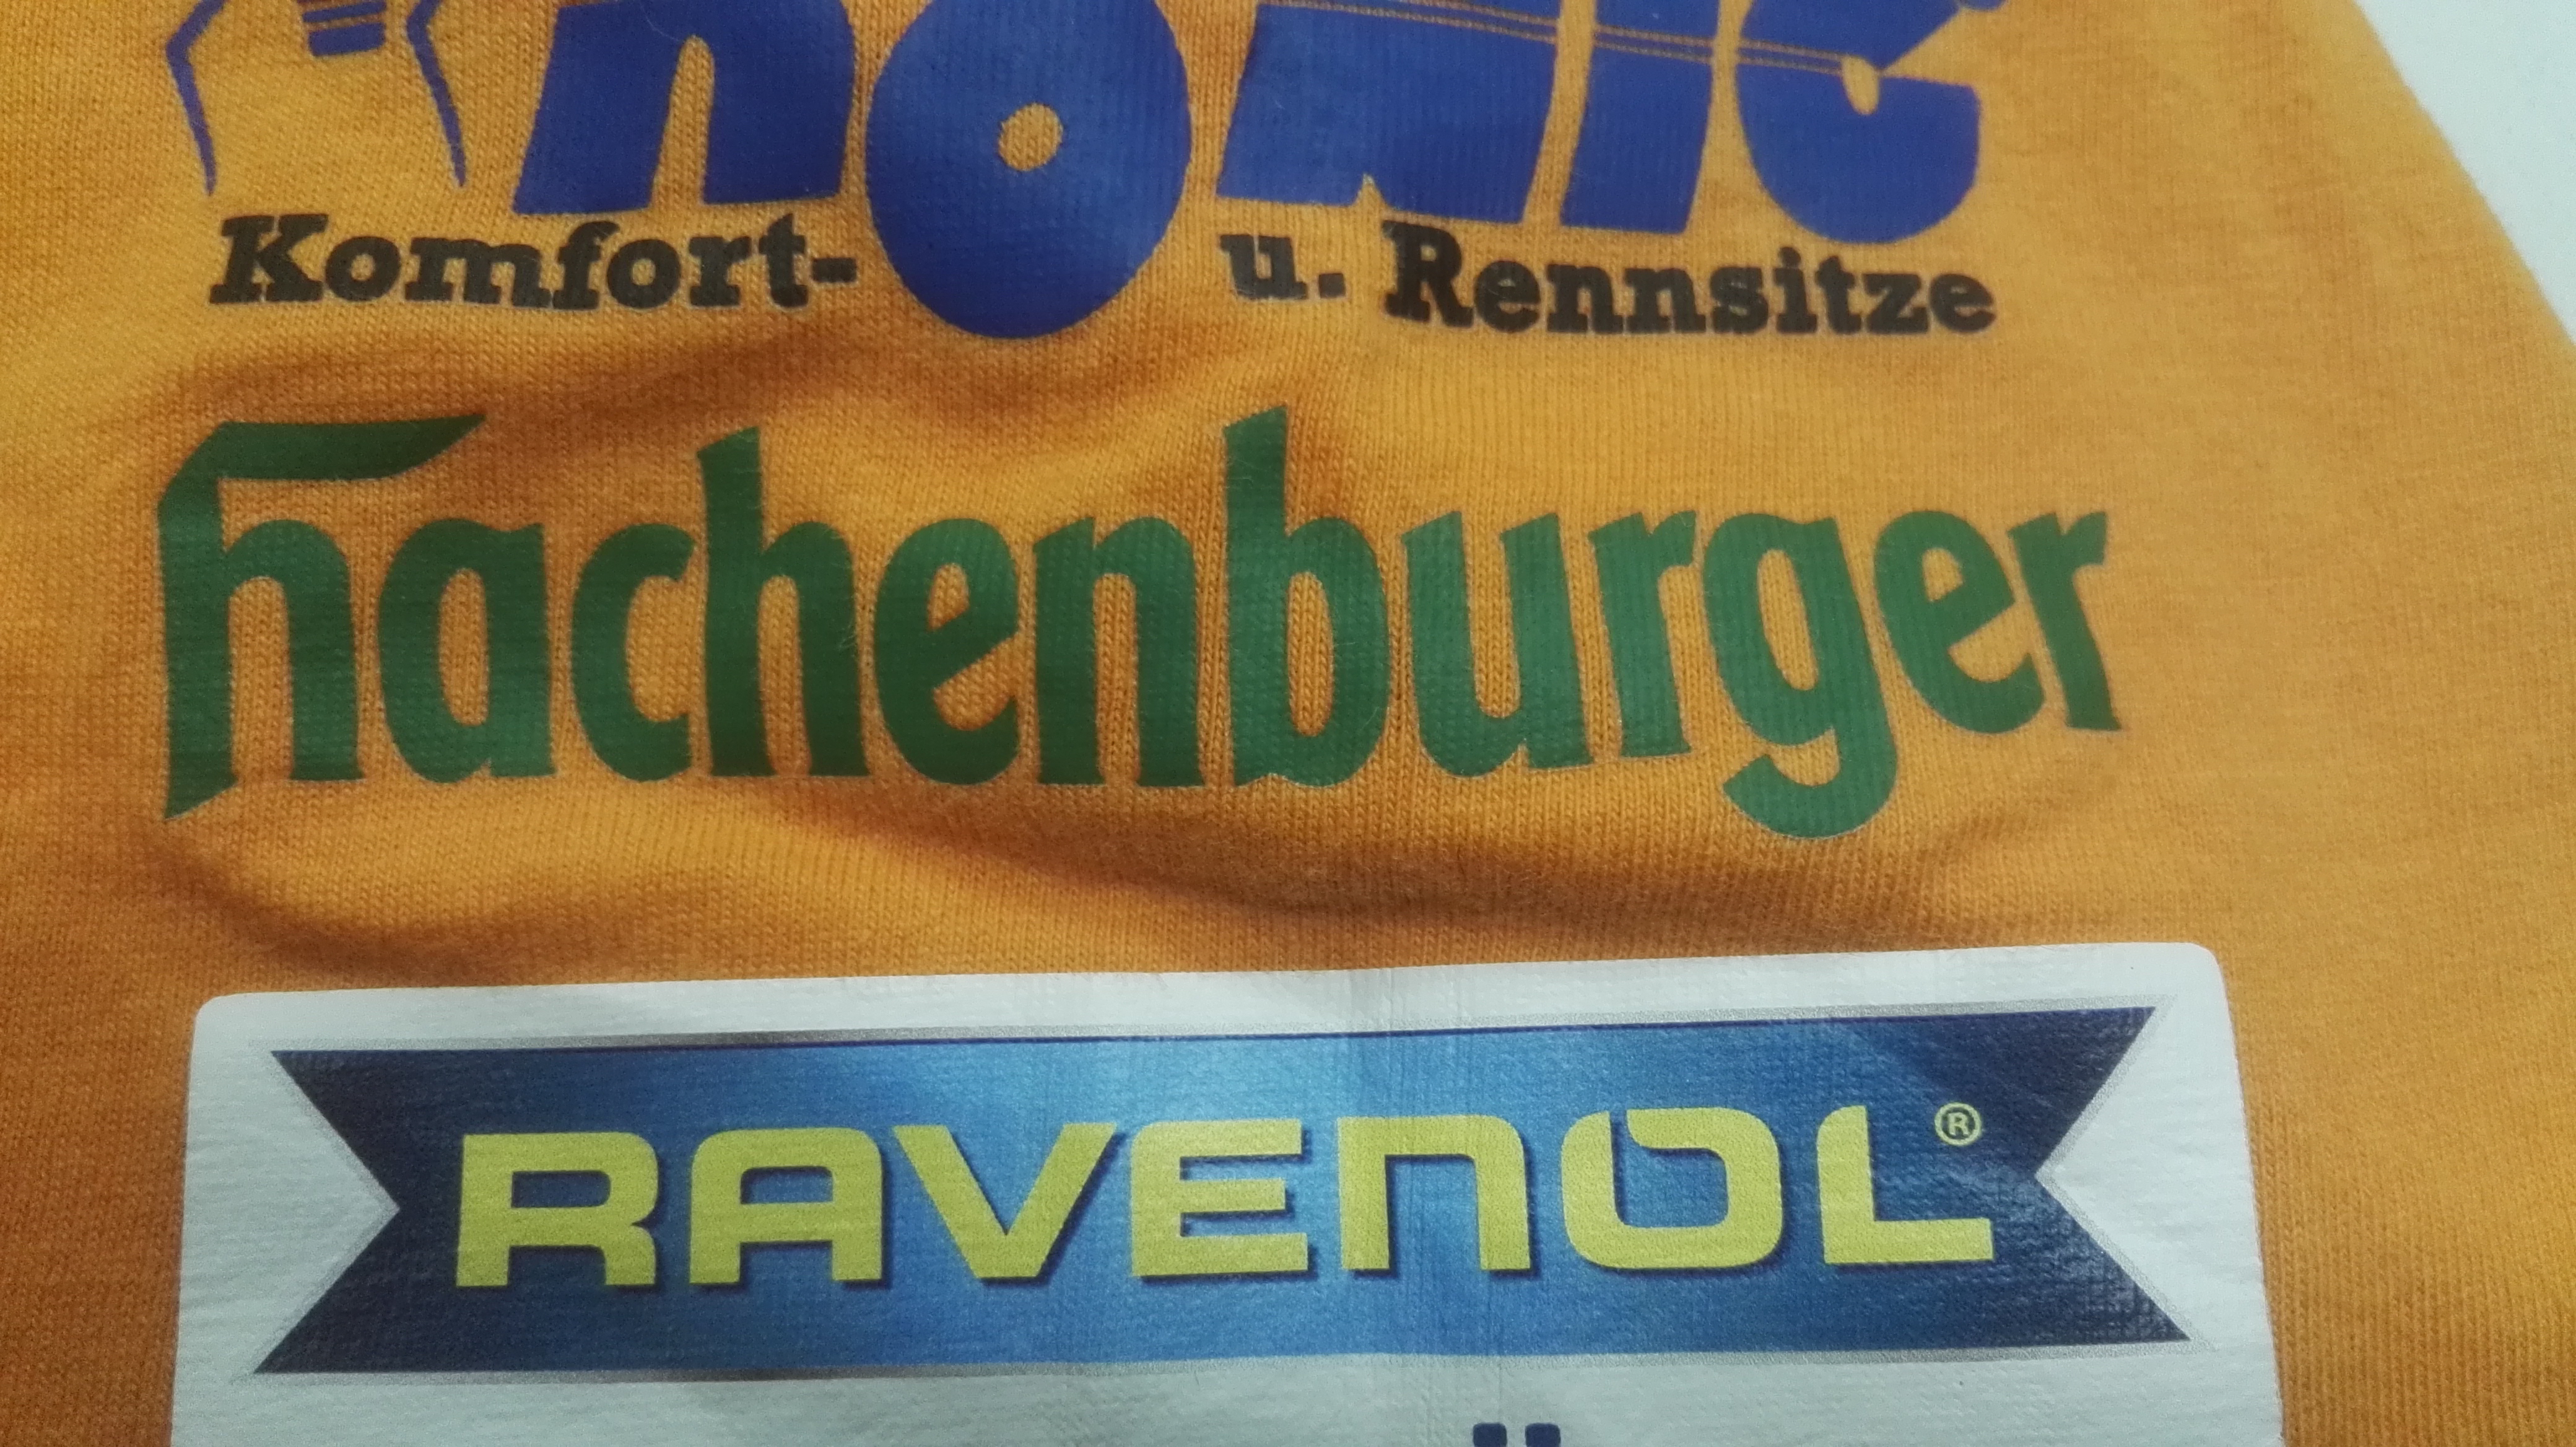 Komfort- u. Rennsitze
hachenburger
RAVENOL®